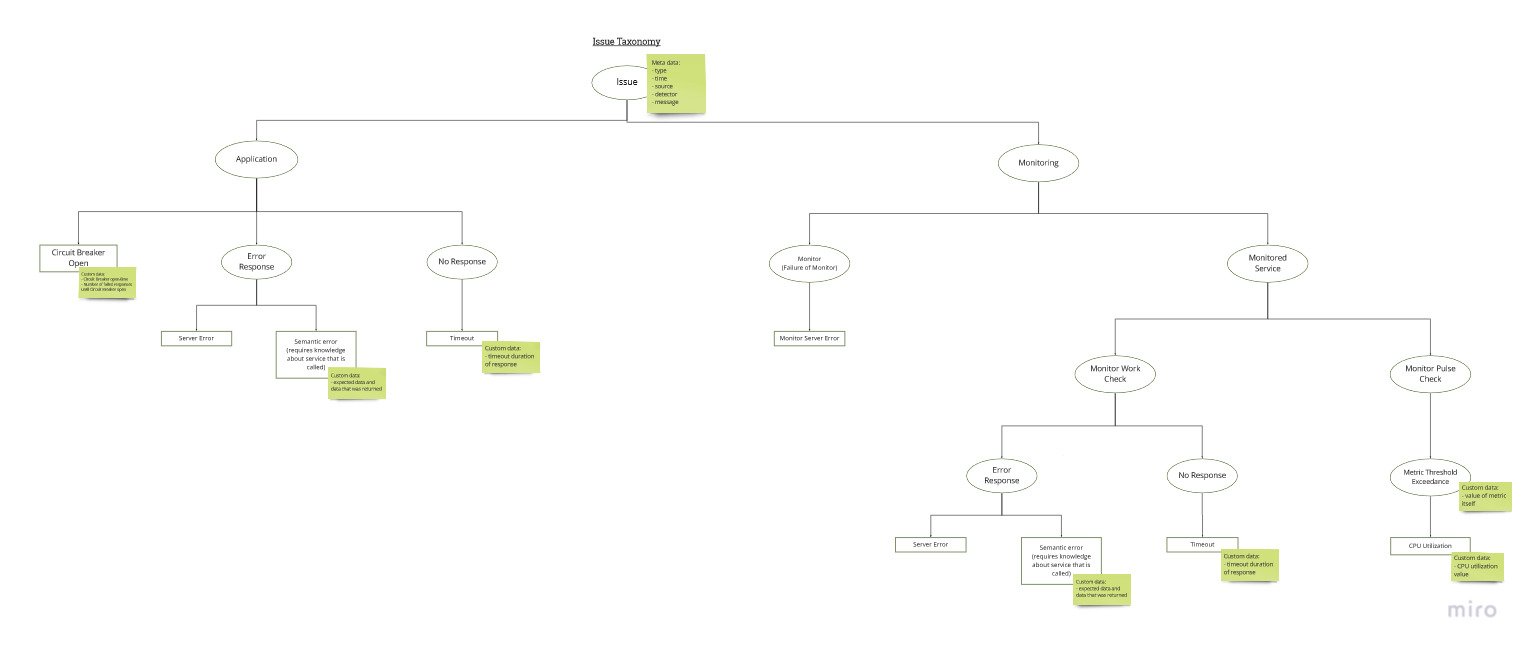 Issue Taxonomy
Issue
Meta data:
- type
- time
- source
- detector
- message
Application
Monitoring
Circuit Breaker
Open
Custom data:
- Number of failed responses
until Circuit Breaker open
Error
Response
No Response
Monitor
(Failure of Monitor)
Monitored
Service
Server Error
Semantic error
(requires knowledge
about service that is
called)
Custom data:
- expected data and
data that was returned
Timeout
Custom data:
- timeout duration
of response
Monitor Server Error
Monitor Work
Check
Monitor Pulse
Check
Error
Response
No Response
Metric Threshold
Exceedance
Custom data:
- value of metric
itself
Server Error
Semantic error
(requires knowledge
about service that is
called)
Custom data:
- expected data and
data that was returned
Timeout
Custom data:
- timeout duration
of response
CPU Utilization
Custom data:
- CPU utilization
value
miro